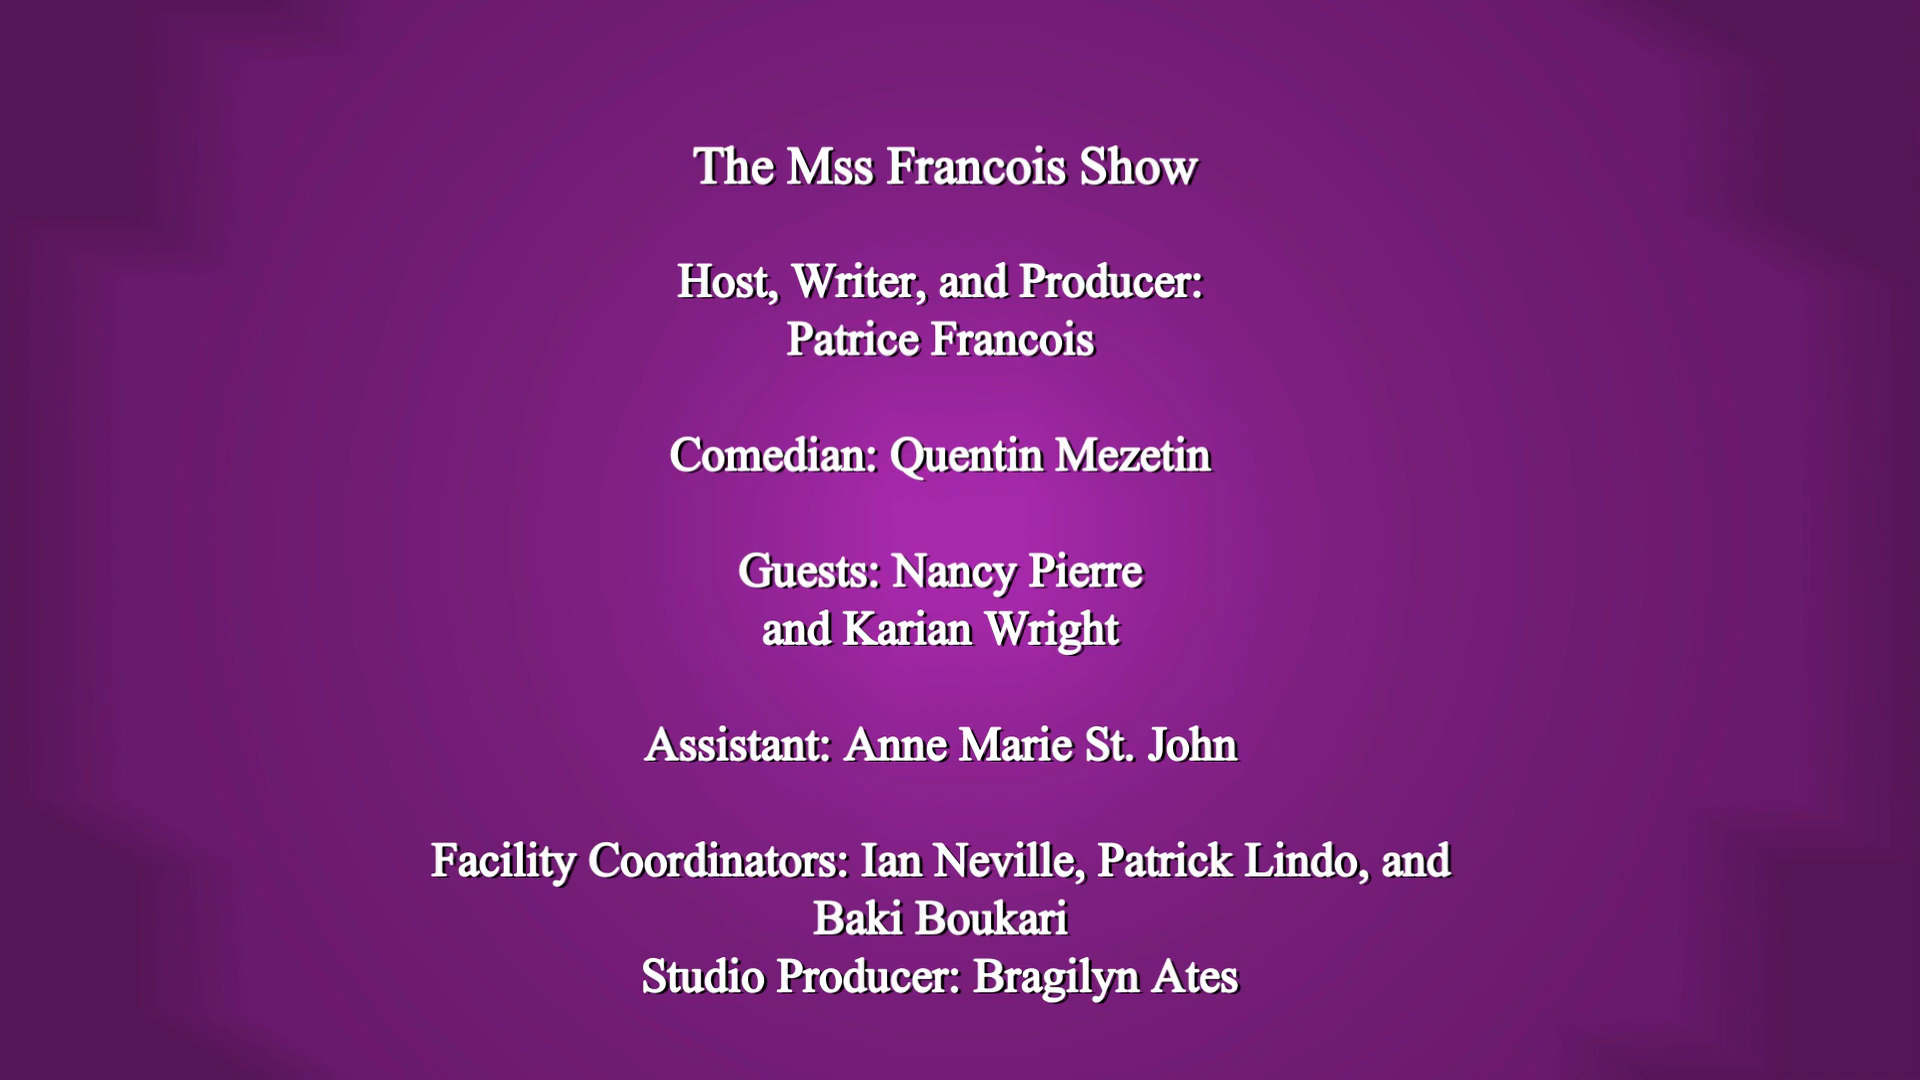 The Mss Francois Show
Host, Writer, and Producer:
Patrice Francois
Comedian: Quentin Mezetin
Guests: Nancy Pierre
and Karian Wright
Assistant: Anne Marie St. John
Facility Coordinators: Ian Neville, Patrick Lindo, and
Baki Boukari
Studio Producer: Bragilyn Ates